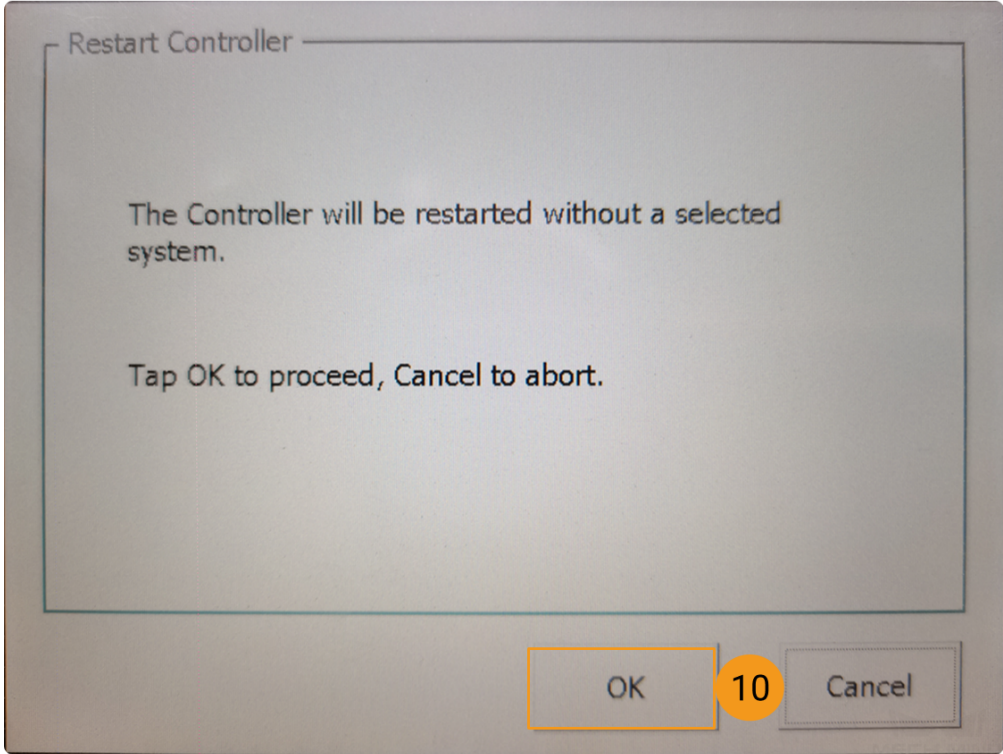 Restart Controller
The Controller will be restarted without a selected
system.
Tap OK to proceed, Cancel to abort.
OK
10
Cancel